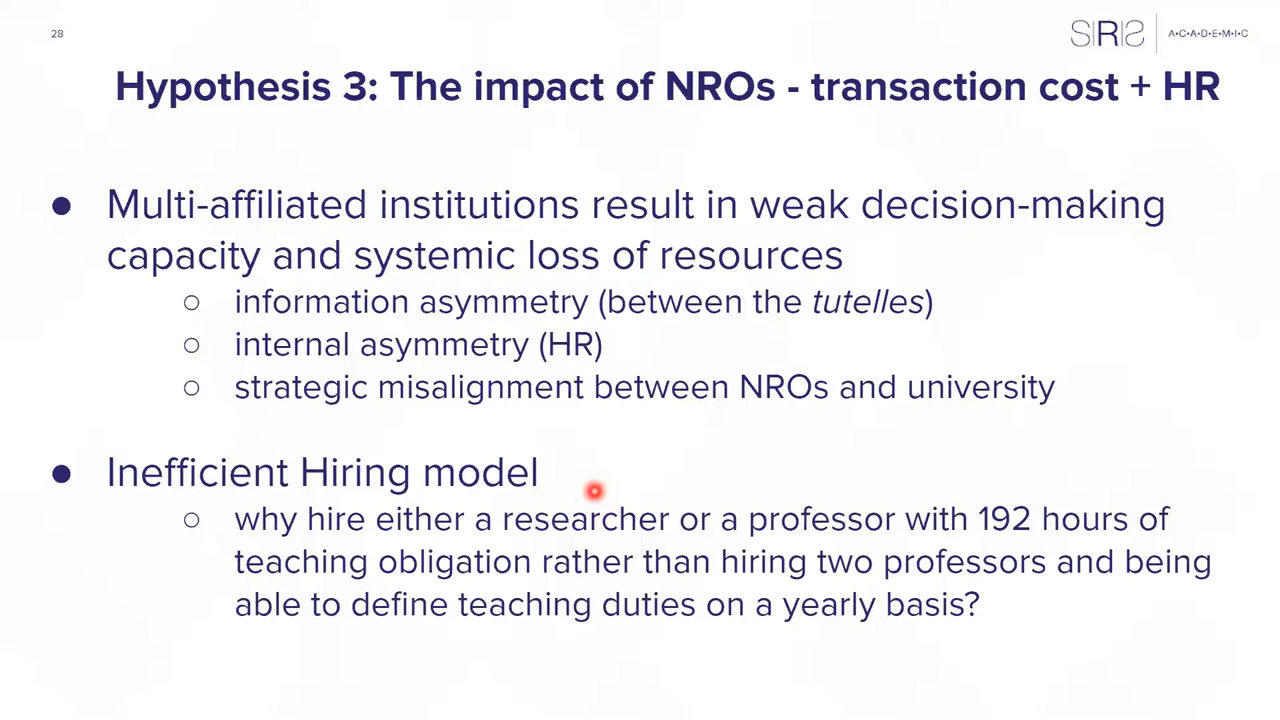 28
SIRIS
A•C•A•D•E•M•I•C
Hypothesis 3: The impact of NROs - transaction cost + HR
● Multi-affiliated institutions result in weak decision-making
capacity and systemic loss of resources
○ information asymmetry (between the tutelles)
○ internal asymmetry (HR)
○ strategic misalignment between NROs and university
● Inefficient Hiring model
○ why hire either a researcher or a professor with 192 hours of
teaching obligation rather than hiring two professors and being
able to define teaching duties on a yearly basis?